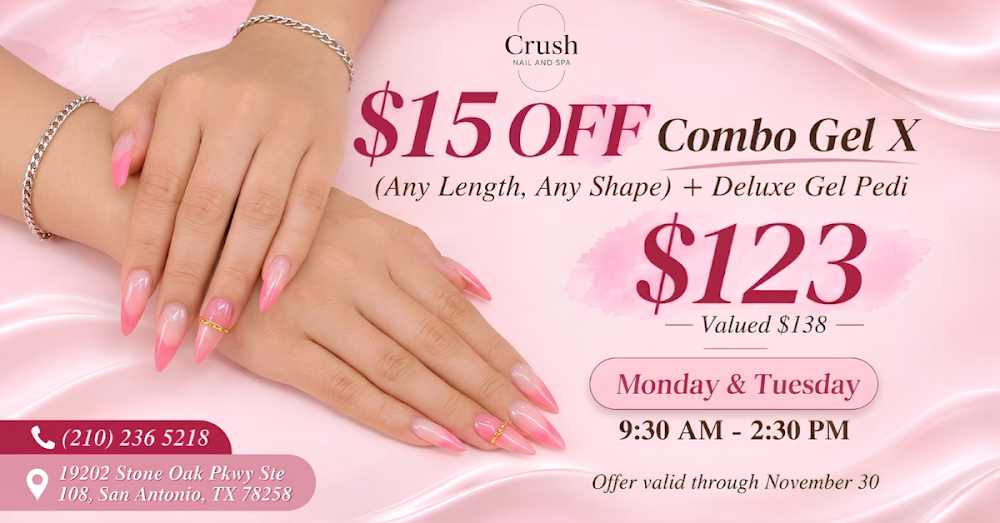 Crush
NAIL AND SPA
$15 OFF Combo Gel X
(Any Length, Any Shape) + Deluxe Gel Pedi
$123
Valued $138
Monday & Tuesday
9:30 AM - 2:30 PM
Offer valid through November 30
(210) 236 5218
19202 Stone Oak Pkwy Ste
108, San Antonio, TX 78258